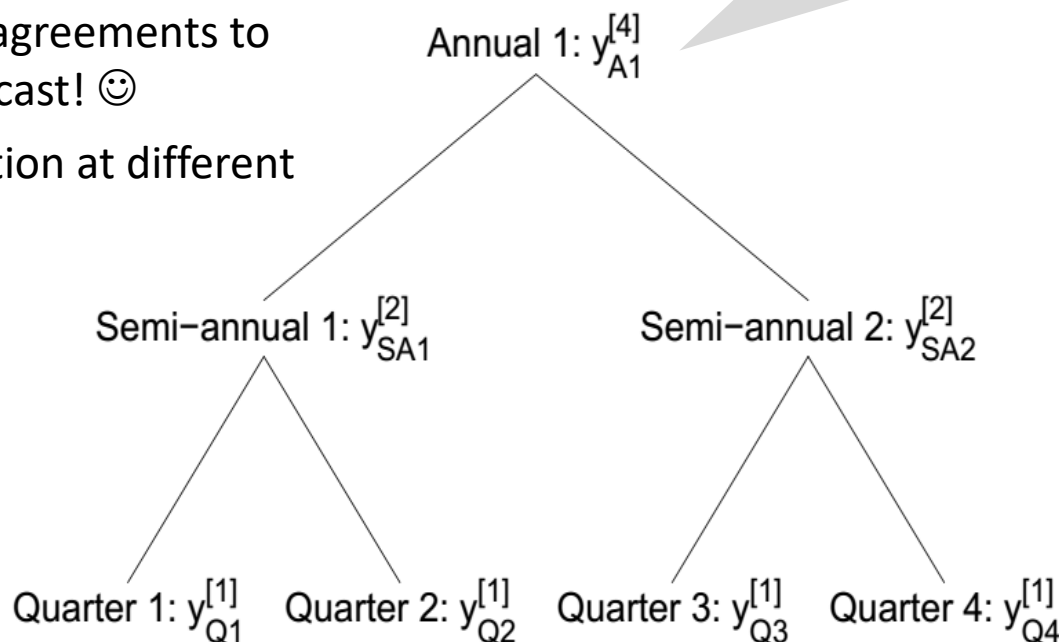 agreements to
cast! ☺
tion at different
Annual 1: y[4]A1
Semi−annual 1: y[2]SA1
Semi−annual 2: y[2]SA2
Quarter 1: y[1]Q1
Quarter 2: y[1]Q2
Quarter 3: y[1]Q3
Quarter 4: y[1]Q4